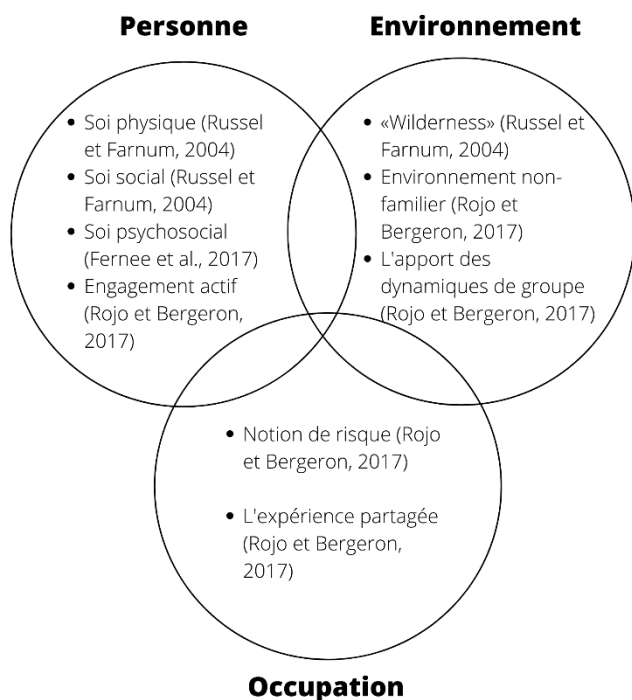 Personne
Environnement
• Soi physique (Russel
et Farnum, 2004)
• Soi social (Russel et
Farnum, 2004)
• Soi psychosocial
(Fernee et al., 2017)
• Engagement actif
(Rojo et Bergeron,
2017)
• «Wilderness» (Russel et
Farnum, 2004)
• Environnement non-
familier (Rojo et
Bergeron, 2017)
• L'apport des
dynamiques de groupe
(Rojo et Bergeron, 2017)
• Notion de risque (Rojo
et Bergeron, 2017)
• L'expérience partagée
(Rojo et Bergeron,
2017)
Occupation